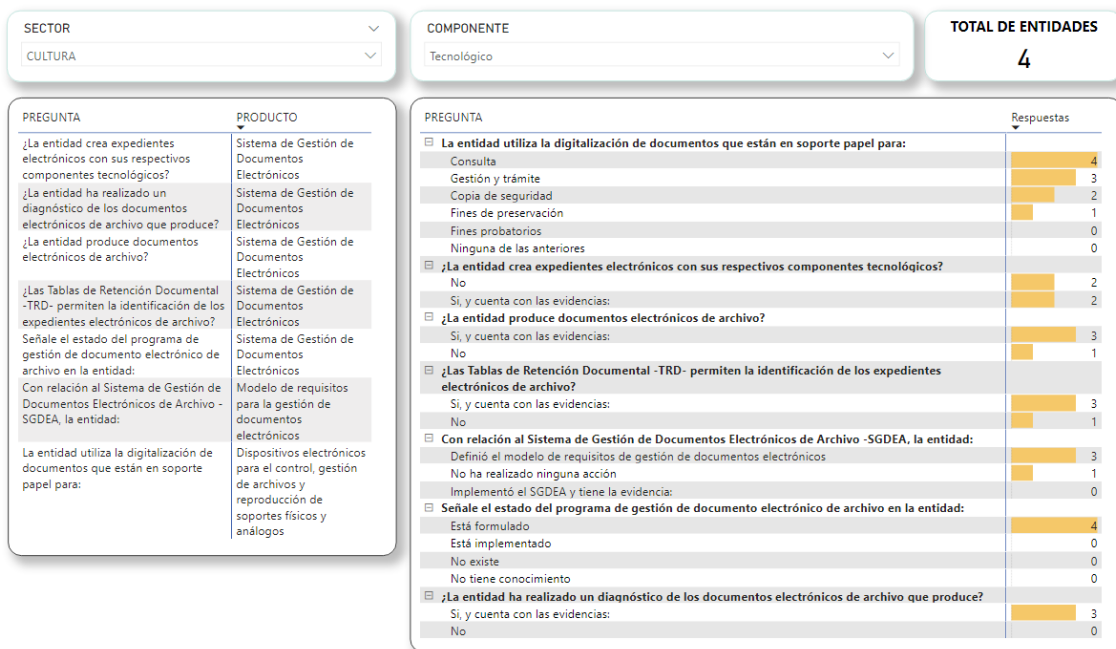 SECTOR
CULTURA
COMPONENTE
Tecnológico
TOTAL DE ENTIDADES
4
PREGUNTA PRODUCTO
¿La entidad crea expedientes
electrónicos con sus respectivos
componentes tecnológicos?
Sistema de Gestión de
Documentos
Electrónicos
¿La entidad ha realizado un
diagnóstico de los documentos
electrónicos de archivo que produce?
Sistema de Gestión de
Documentos
Electrónicos
¿La entidad produce documentos
electrónicos de archivo?
Sistema de Gestión de
Documentos
Electrónicos
¿Las Tablas de Retención Documental
-TRD- permiten la identificación de los
expedientes electrónicos de archivo?
Sistema de Gestión de
Documentos
Electrónicos
Señale el estado del programa de
gestión de documento electrónico de
archivo en la entidad:
Sistema de Gestión de
Documentos
Electrónicos
Con relación al Sistema de Gestión de
Documentos Electrónicos de Archivo -
SGDEA, la entidad:
Modelo de requisitos
para la gestión de
documentos
electrónicos
La entidad utiliza la digitalización de
documentos que están en soporte
papel para:
Dispositivos electrónicos
para el control, gestión
de archivos y
reproducción de
soportes físicos y
análogos
PREGUNTA Respuestas
La entidad utiliza la digitalización de documentos que están en soporte papel para:
Consulta 4
Gestión y trámite 3
Copia de seguridad 2
Fines de preservación 1
Fines probatorios 0
Ninguna de las anteriores 0
¿La entidad crea expedientes electrónicos con sus respectivos componentes tecnológicos?
No 2
Si, y cuenta con las evidencias: 2
¿La entidad produce documentos electrónicos de archivo?
Si, y cuenta con las evidencias: 3
No 1
¿Las Tablas de Retención Documental -TRD- permiten la identificación de los expedientes
electrónicos de archivo?
Si, y cuenta con las evidencias: 3
No 1
Con relación al Sistema de Gestión de Documentos Electrónicos de Archivo -SGDEA, la entidad:
Definió el modelo de requisitos de gestión de documentos electrónicos 3
No ha realizado ninguna acción 1
Implementó el SGDEA y tiene la evidencia: 0
Señale el estado del programa de gestión de documento electrónico de archivo en la entidad:
Está formulado 4
Está implementado 0
No existe 0
No tiene conocimiento 0
¿La entidad ha realizado un diagnóstico de los documentos electrónicos de archivo que produce?
Si, y cuenta con las evidencias: 3
No 0